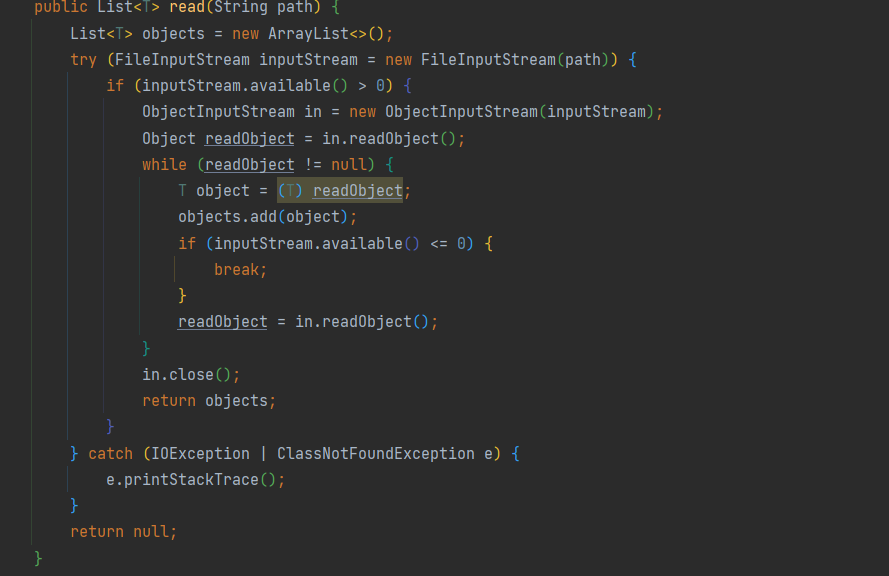 public List<T> read(String path) {
List<T> objects = new ArrayList<>();
try (FileInputStream inputStream = new FileInputStream(path)) {
if (inputStream.available() > 0) {
ObjectInputStream in = new ObjectInputStream(inputStream);
Object readObject = in.readObject();
while (readObject != null) {
T object = (T) readObject;
objects.add(object);
if (inputStream.available() <= 0) {
break;
}
readObject = in.readObject();
}
in.close();
return objects;
}
} catch (IOException | ClassNotFoundException e) {
e.printStackTrace();
}
return null;
}